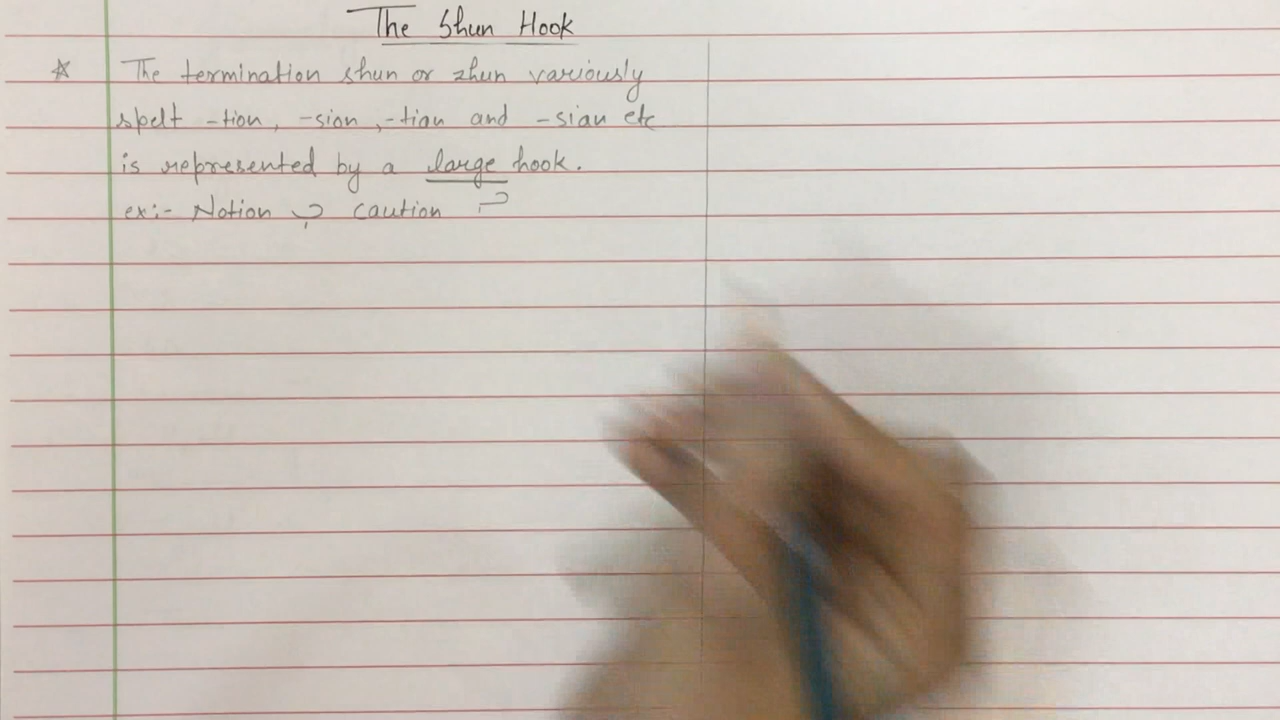 The Shun Hook
☆ The termination shun or zhun variously
spelt -tion, -sion, -tian and -sian etc
is represented by a large hook.
ex:- Notion caution